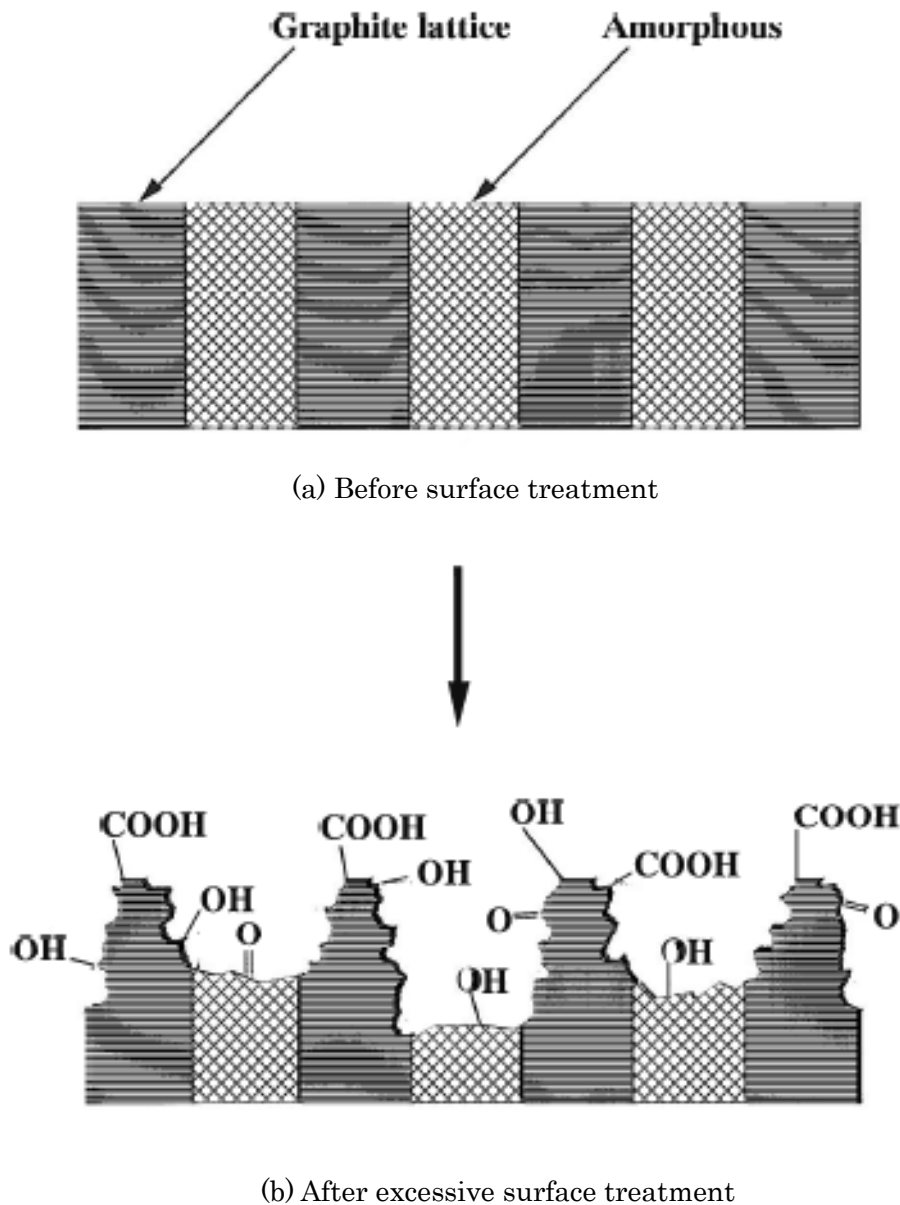 Graphite lattice Amorphous
(a) Before surface treatment
COOH COOH OH COOH
OH OH COOH
OH O O O
OH OH
(b) After excessive surface treatment